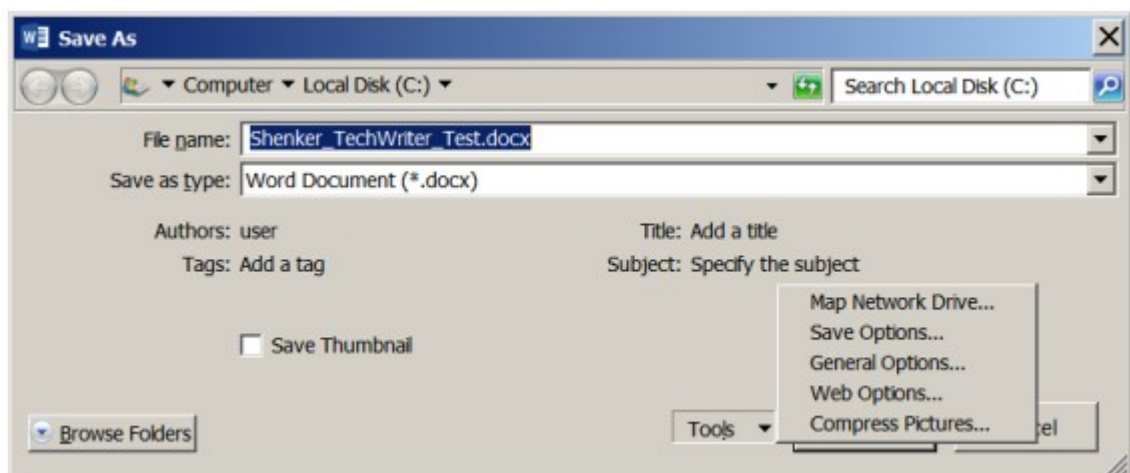 Save As
Computer Local Disk (C:) Search Local Disk (C:)
File name: Shenker_TechWriter_Test.docx
Save as type: Word Document (*.docx)
Authors: user Title: Add a title
Tags: Add a tag Subject: Specify the subject
Map Network Drive...
Save Options...
Save Thumbnail
General Options...
Web Options...
Compress Pictures...
Browse Folders Tools